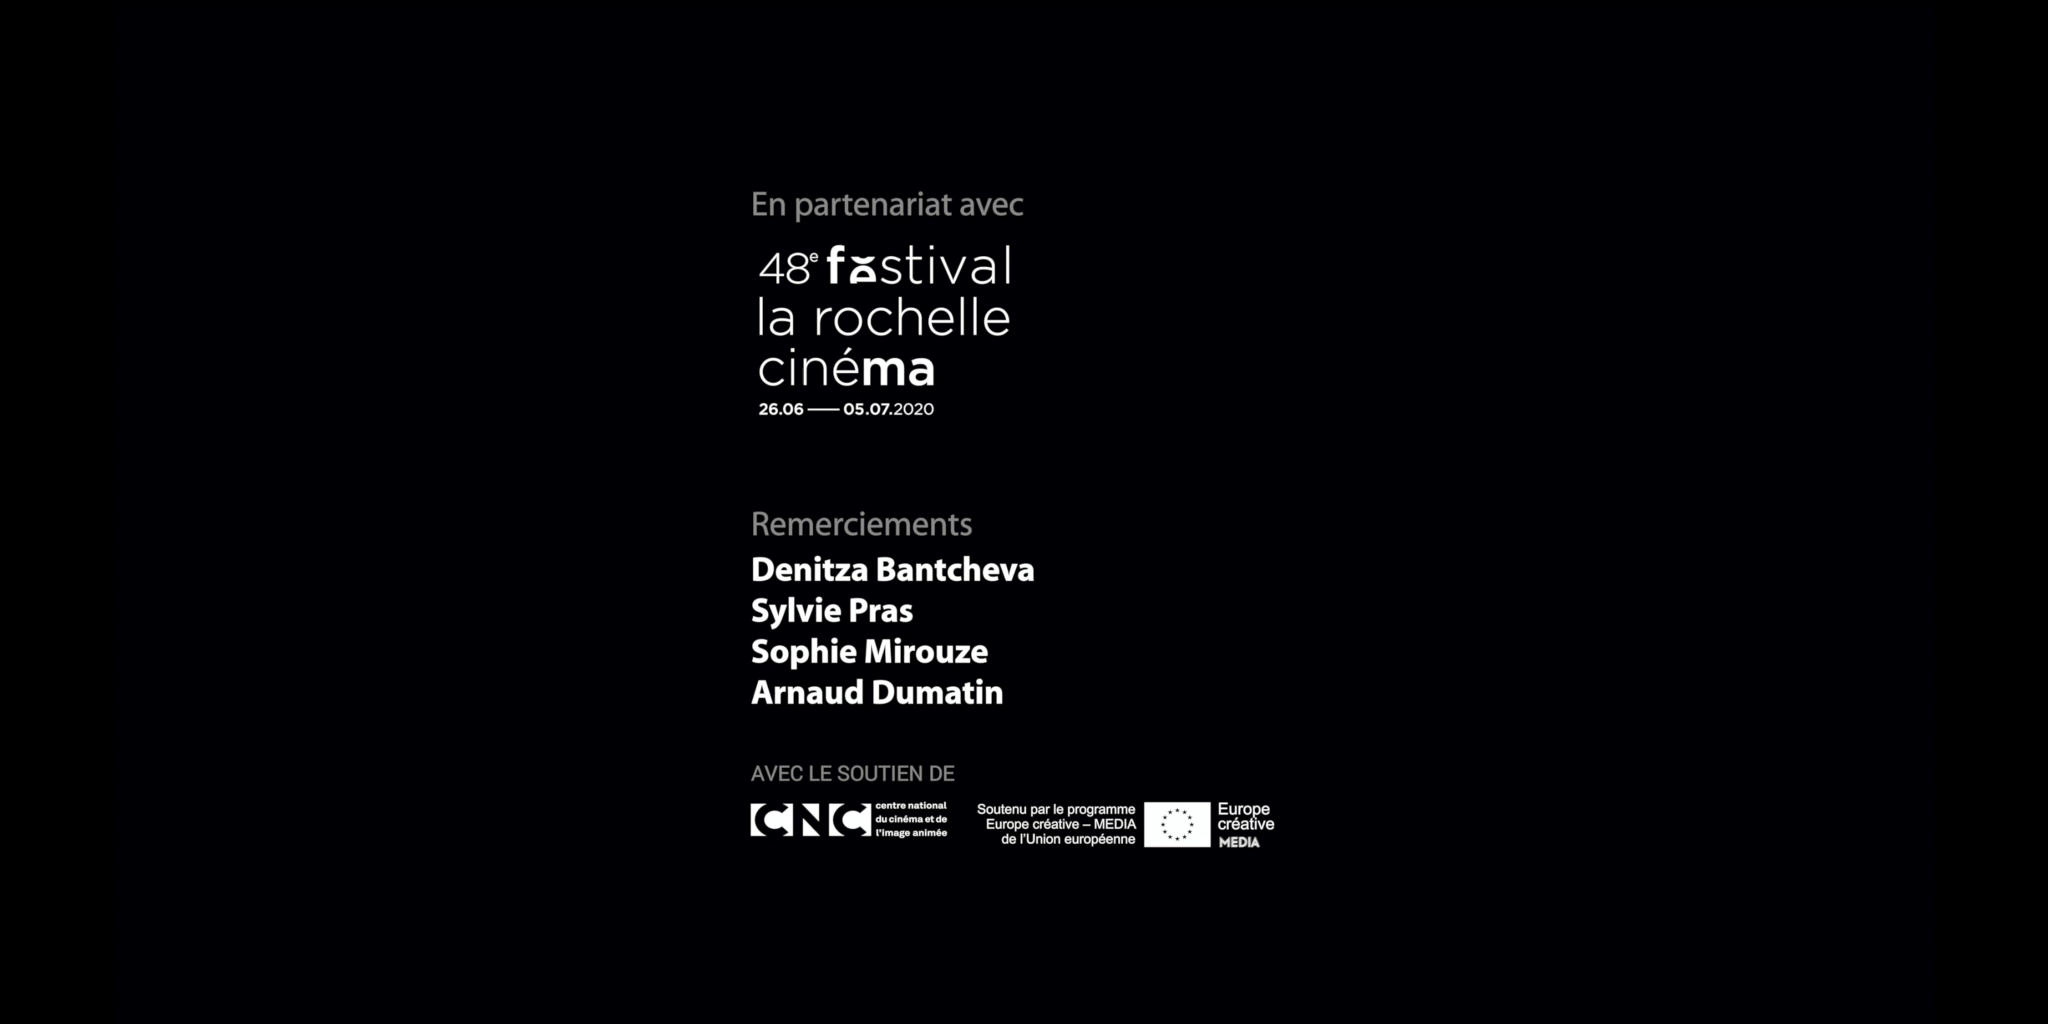 En partenariat avec
48e festival
la rochelle
cinéma
26.06 — 05.07.2020
Remerciements
Denitza Bantcheva
Sylvie Pras
Sophie Mirouze
Arnaud Dumatin
AVEC LE SOUTIEN DE
CNC
centre national
du cinéma et de
l'image animée
Soutenu par le programme
Europe créative – MEDIA
de l'Union européenne
Europe
créative
MEDIA